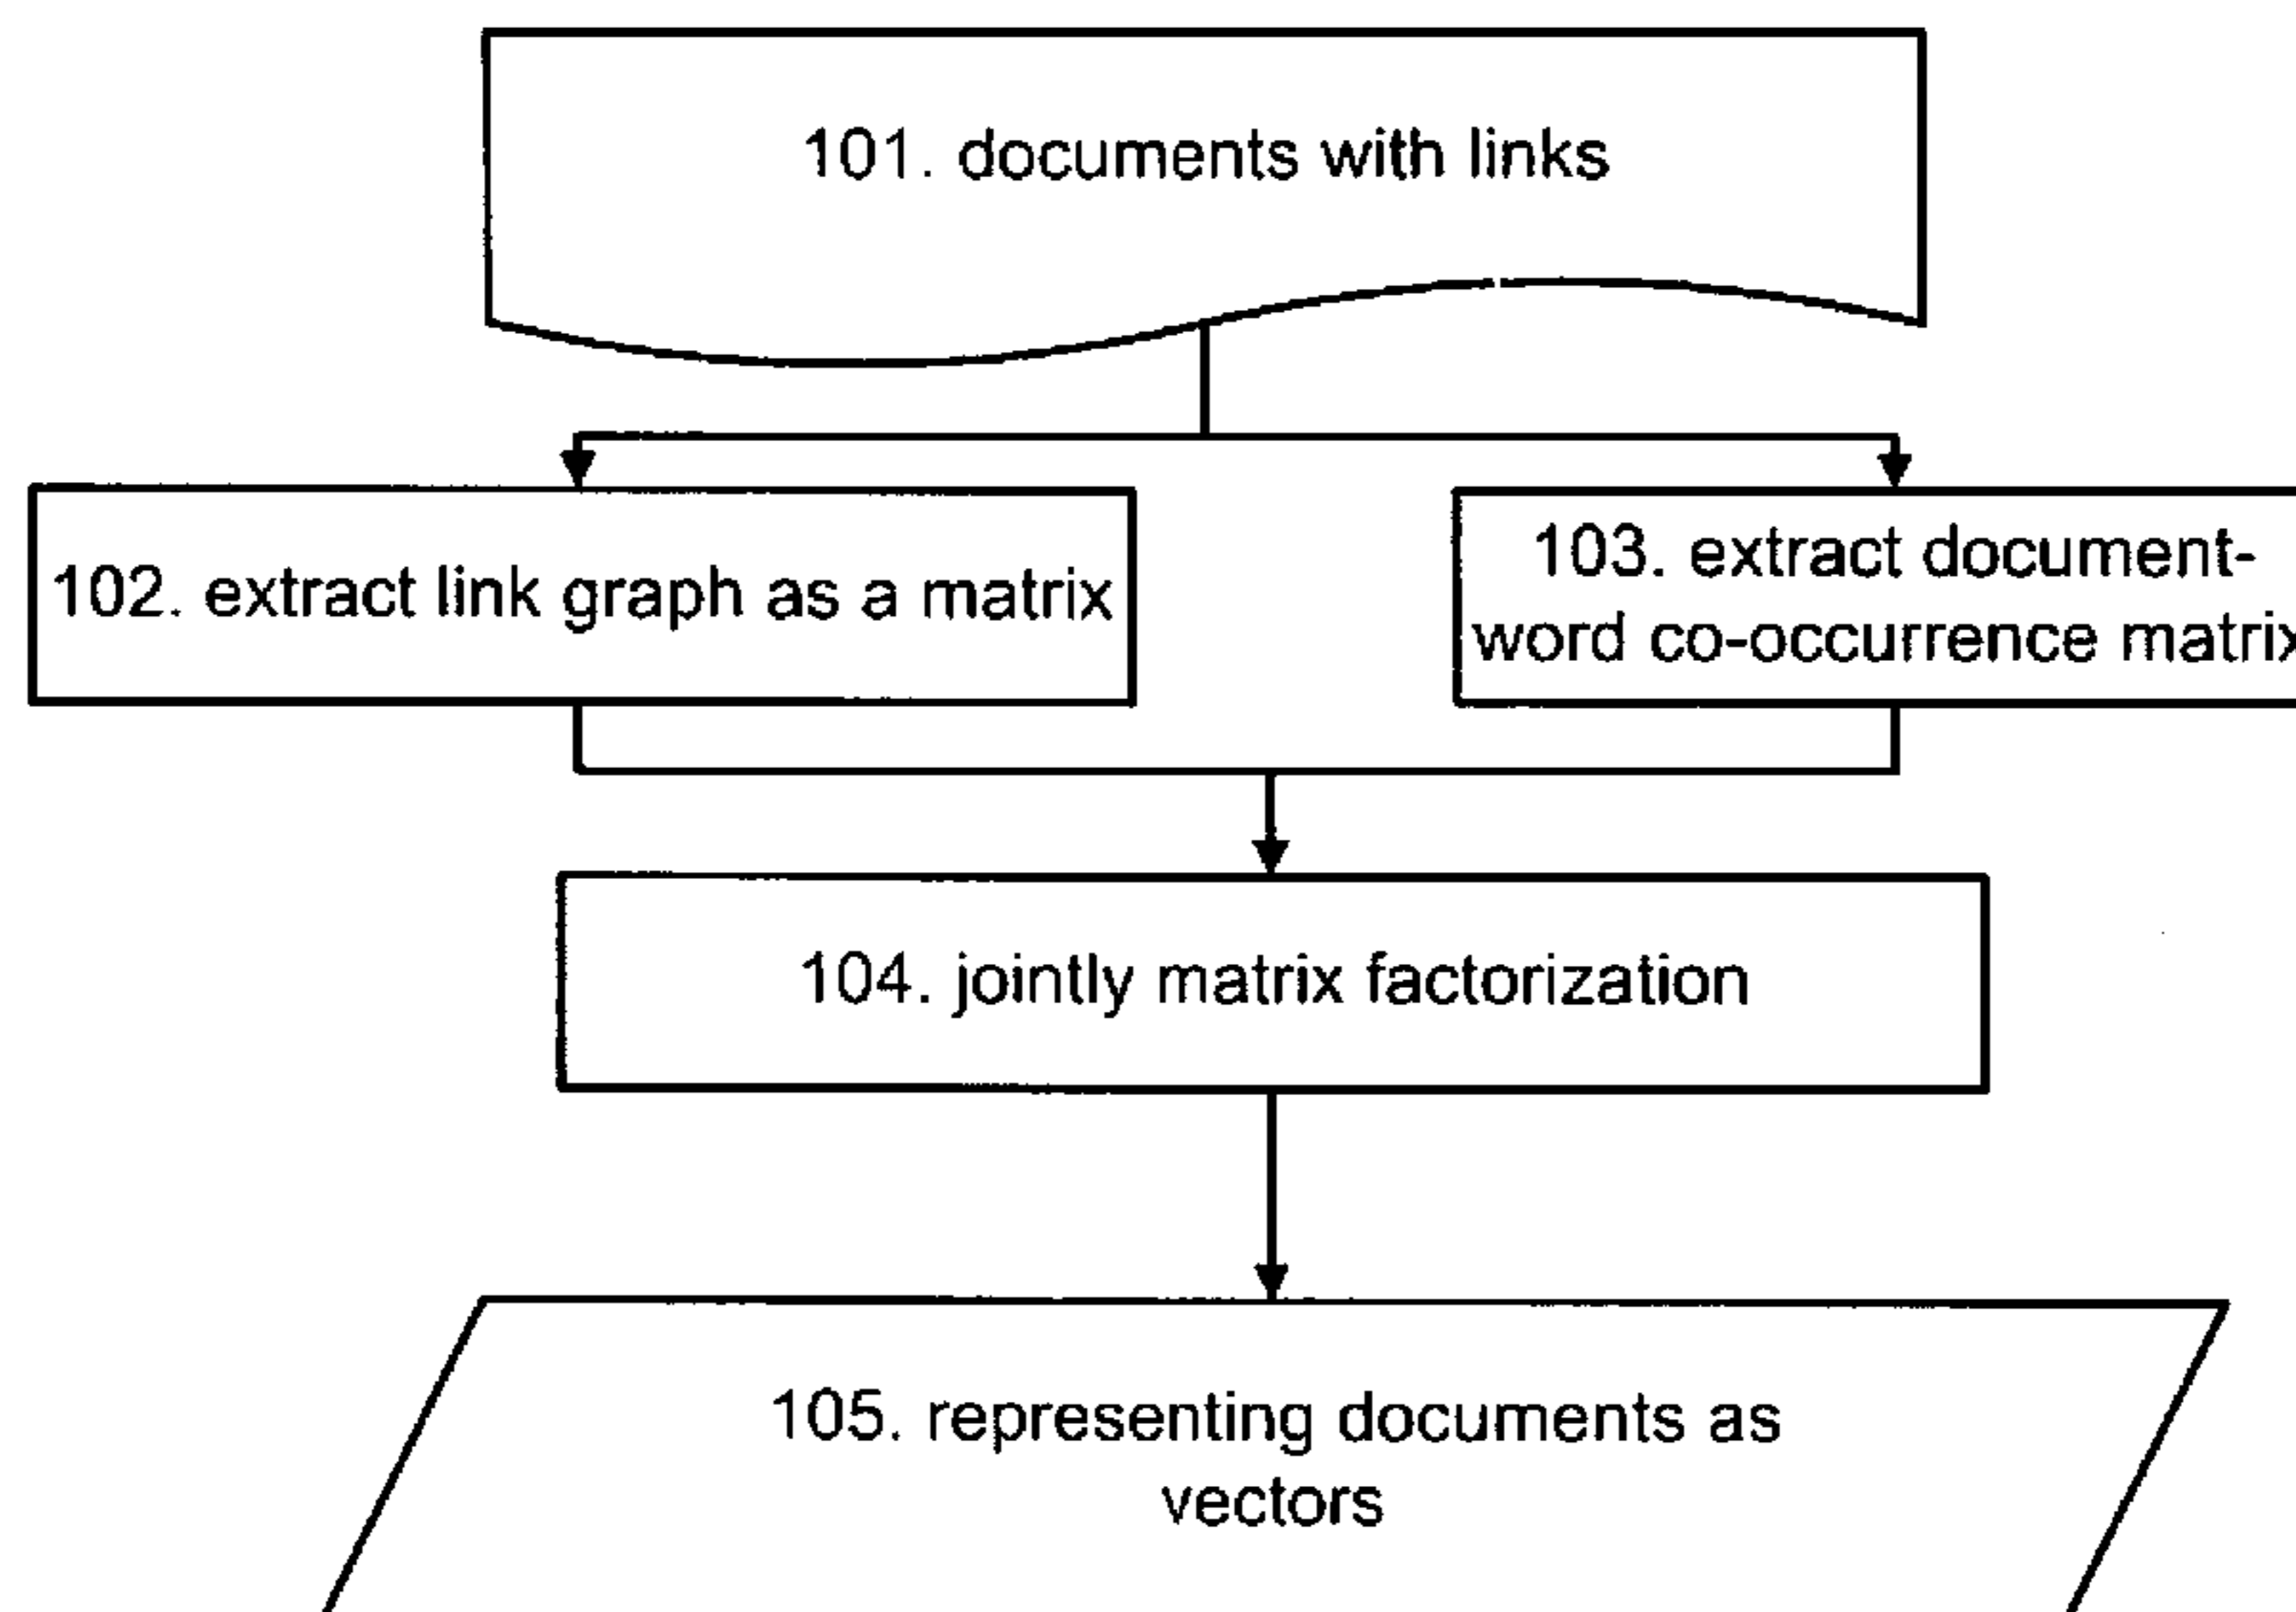 101. documents with links
102. extract link graph as a matrix
103. extract document-
word co-occurrence matrix
104. jointly matrix factorization
105. representing documents as
vectors